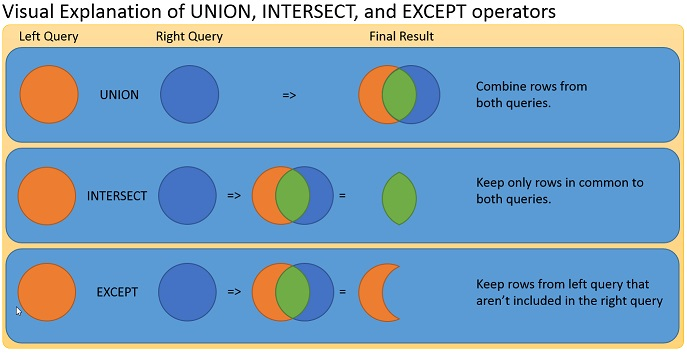 Visual Explanation of UNION, INTERSECT, and EXCEPT operators
Left Query
Right Query
Final Result
UNION
=>
Combine rows from
both queries.
INTERSECT
=>
=
Keep only rows in common to
both queries.
EXCEPT
=>
=
Keep rows from left query that
aren't included in the right query